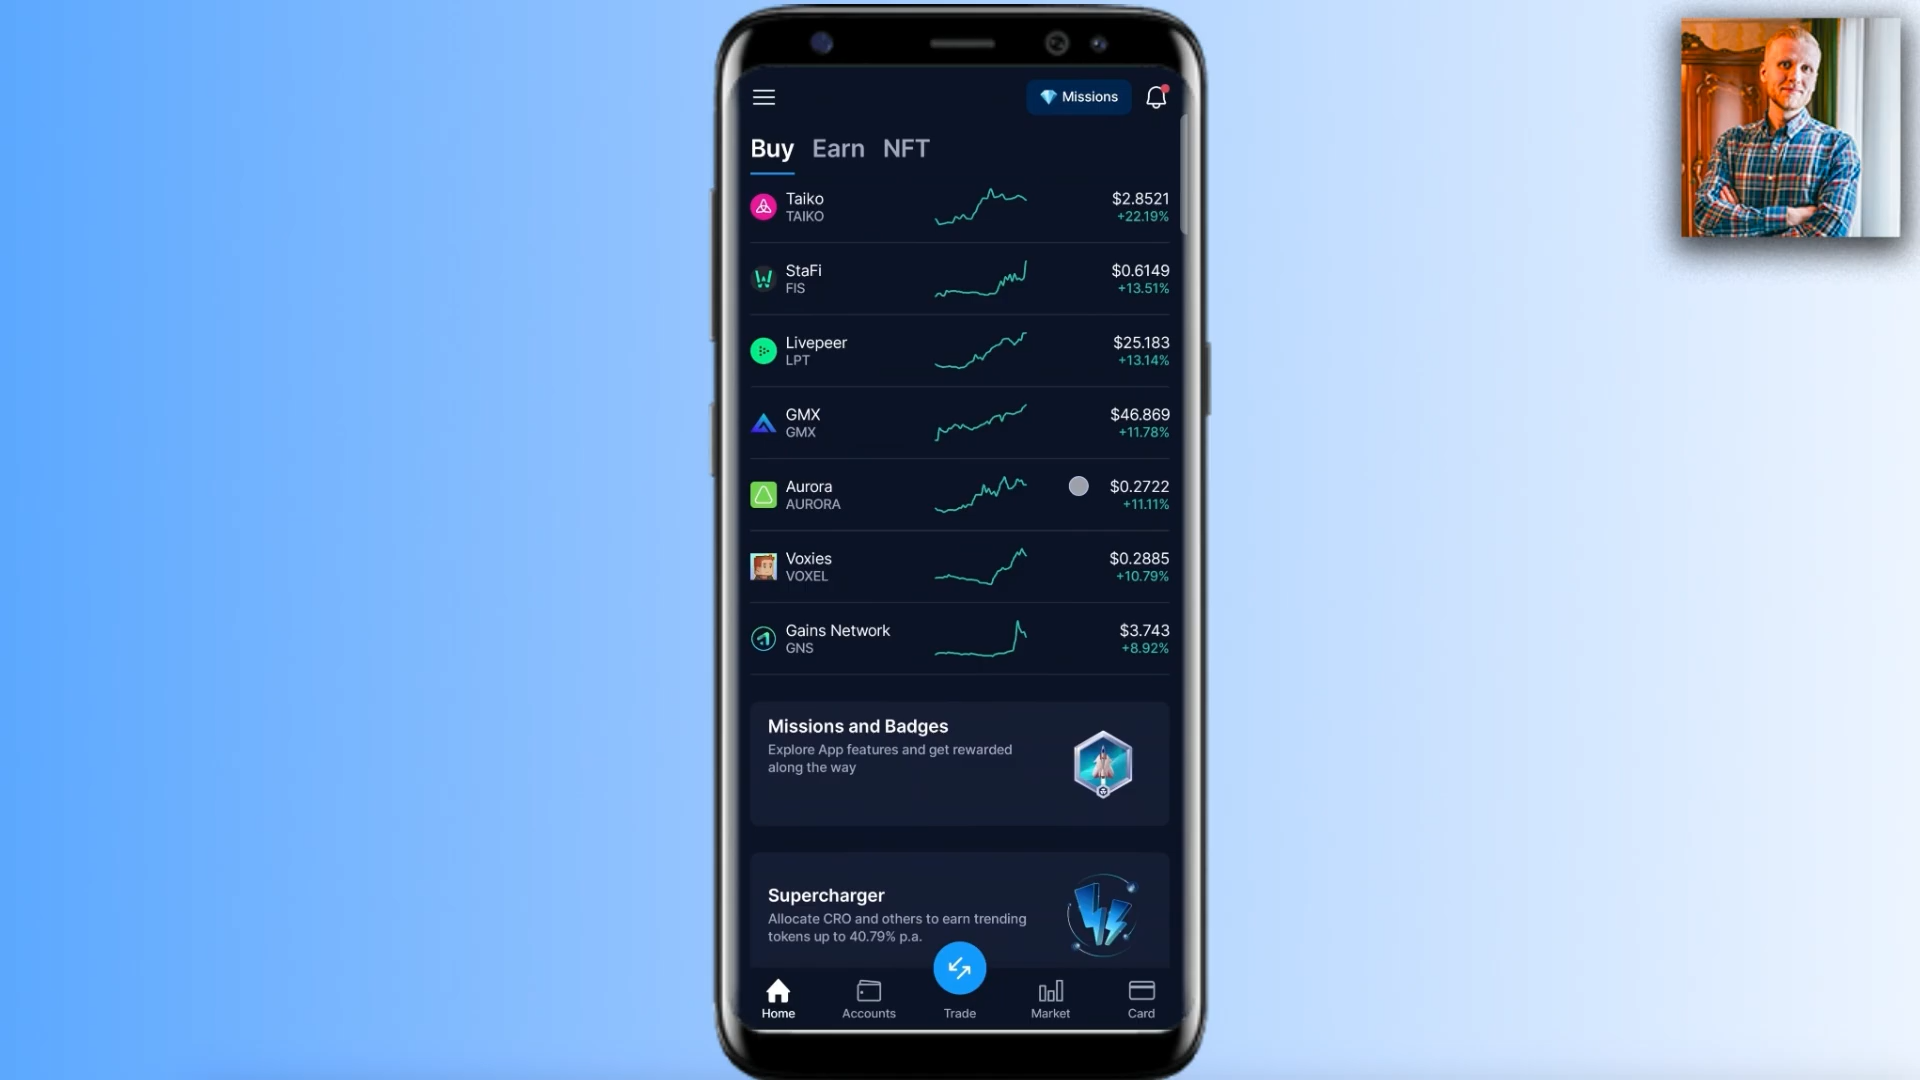 Missions
Buy Earn NFT
Taiko $2.8521
TAIKO +22.19%
StaFi $0.6149
FIS +13.51%
Livepeer $25.183
LPT +13.14%
GMX $46.869
GMX +11.78%
Aurora $0.2722
AURORA +11.11%
Voxies $0.2885
VOXEL +10.79%
Gains Network $3.743
GNS +8.92%
Missions and Badges
Explore App features and get rewarded
along the way
Supercharger
Allocate CRO and others to earn trending
tokens up to 40.79% p.a.
Home Accounts Trade Market Card